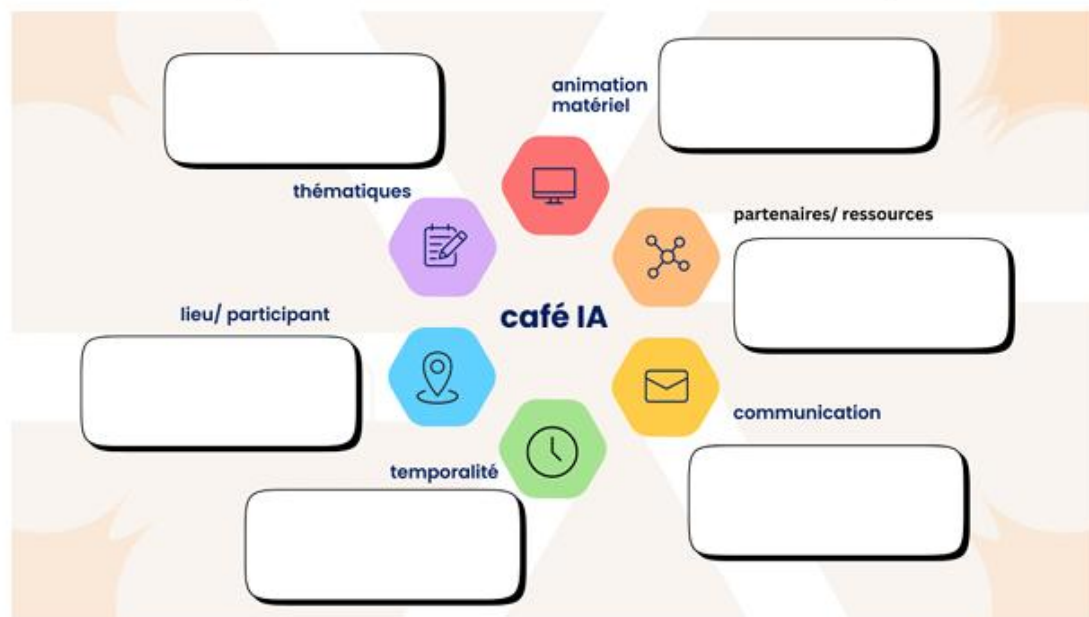 animation
matériel
thématiques
partenaires/ ressources
lieu/ participant
café IA
communication
temporalité